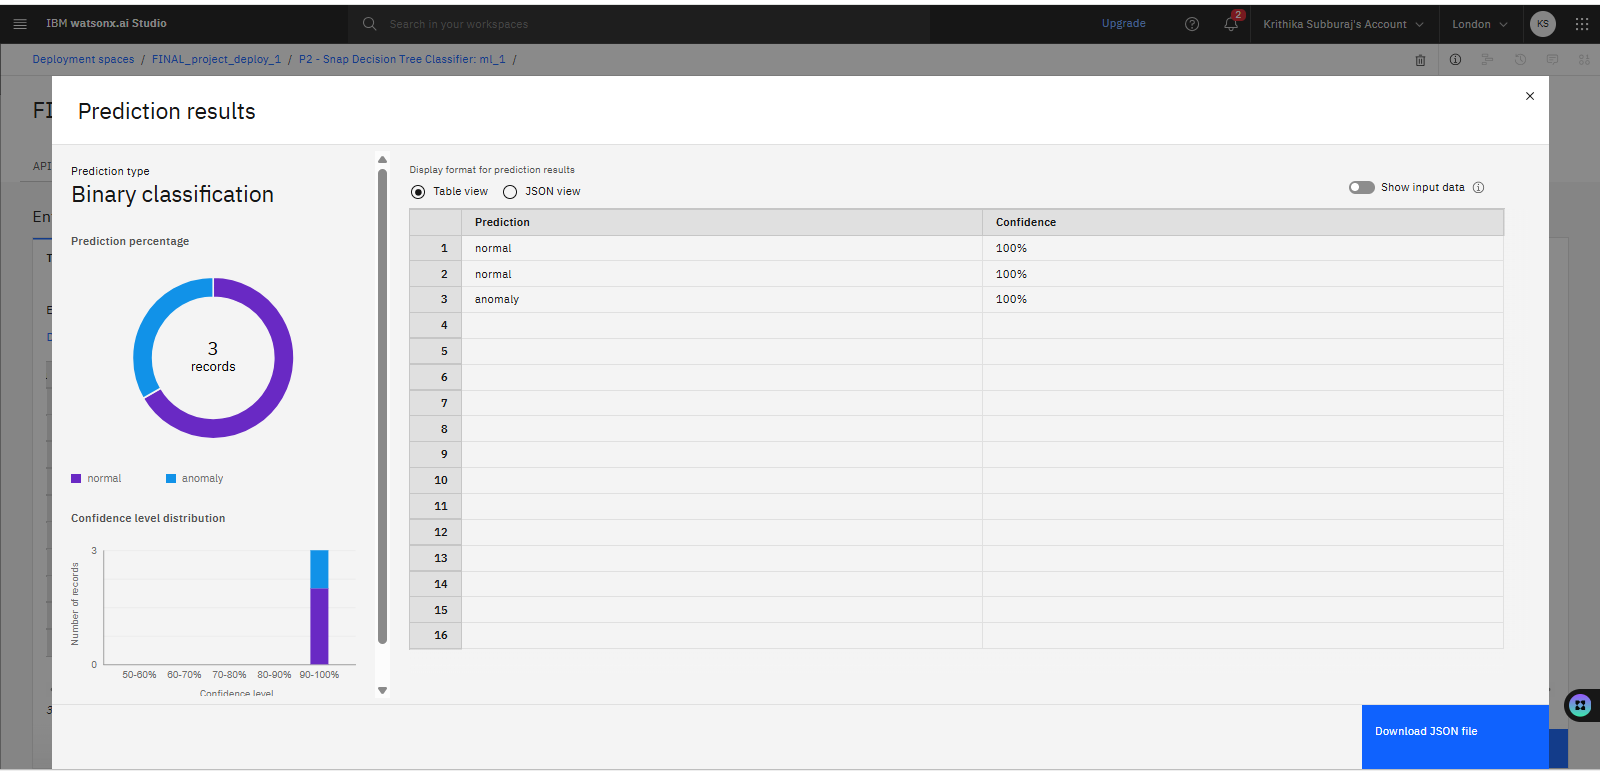 IBM watsonx.ai Studio
Search in your workspaces
Upgrade
2
Krithika Subburaj's Account
London
KS
Deployment spaces / FINAL_project_deploy_1 / P2 - Snap Decision Tree Classifier: ml_1 /
FI
API
En
Prediction results
Prediction type
Binary classification
Prediction percentage
3
records
normal
anomaly
Confidence level distribution
Number of records
3
0
50-60% 60-70% 70-80% 80-90% 90-100%
Confidence level
Display format for prediction results
Table view
JSON view
Show input data
Prediction Confidence
1 normal 100%
2 normal 100%
3 anomaly 100%
4
5
6
7
8
9
10
11
12
13
14
15
16
Download JSON file